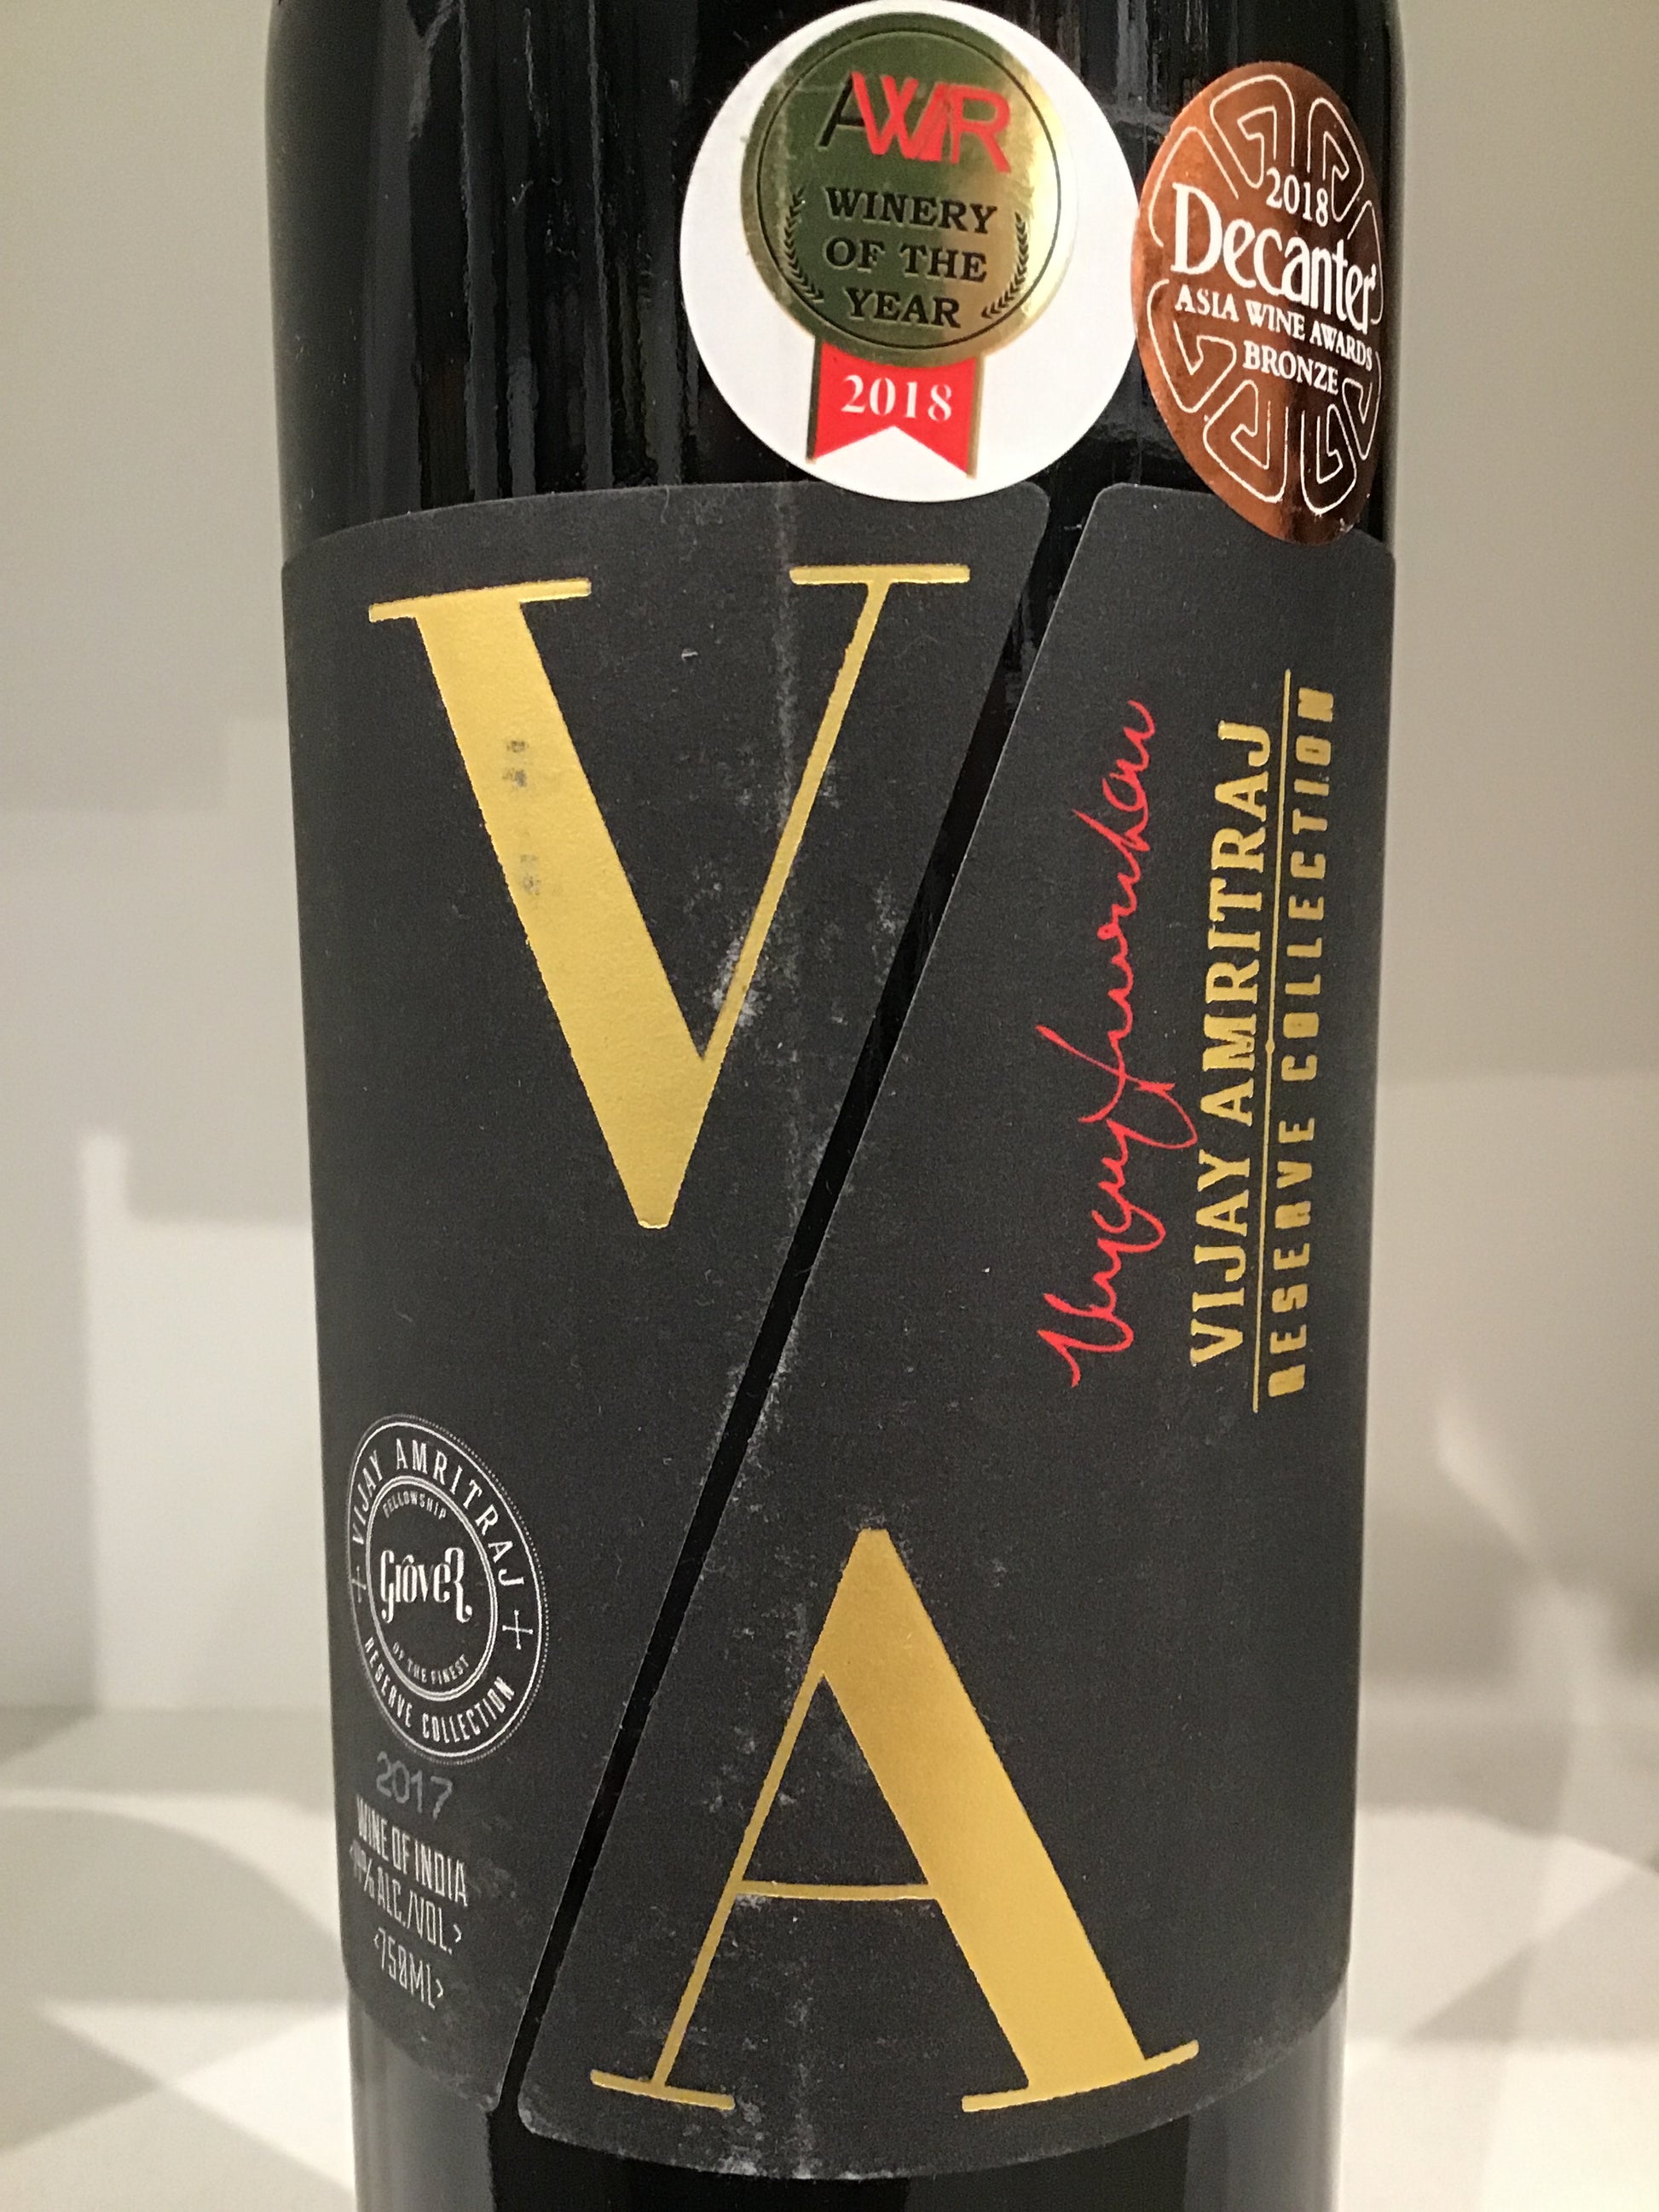 AWR
WINERY
OF THE
YEAR
2018
2018
Decanter
ASIA WINE AWARDS
BRONZE
V
A
VIJAY AMRITRAJ
RESERVE COLLECTION
VIJAY AMRITRAJ
FELLOWSHIP
GroveR
OF THE FINEST
RESERVE COLLECTION
2017
WINE OF INDIA
% ALC./VOL.>
<750ML>